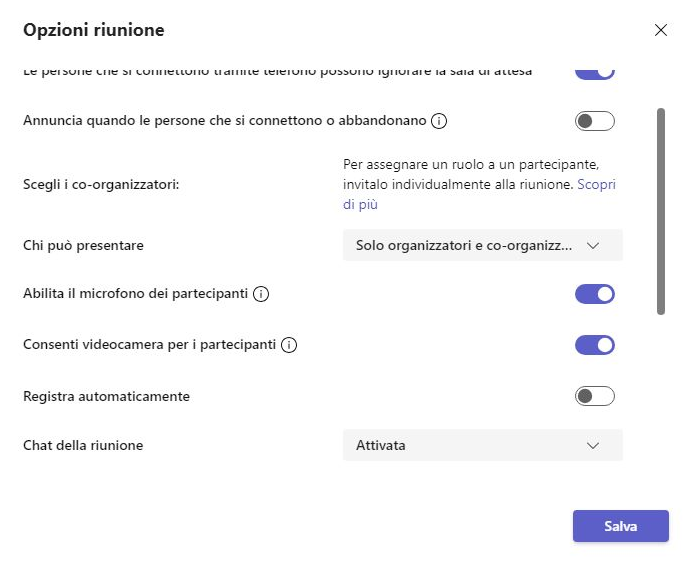 Opzioni riunione
Le persone che si connettono tramite telefono possono ignorare la sala di attesa
Annuncia quando le persone che si connettono o abbandonano
Scegli i co-organizzatori:
Per assegnare un ruolo a un partecipante,
invitalo individualmente alla riunione. Scopri
di più
Chi può presentare
Solo organizzatori e co-organizz...
Abilita il microfono dei partecipanti
Consenti videocamera per i partecipanti
Registra automaticamente
Chat della riunione
Attivata
Salva